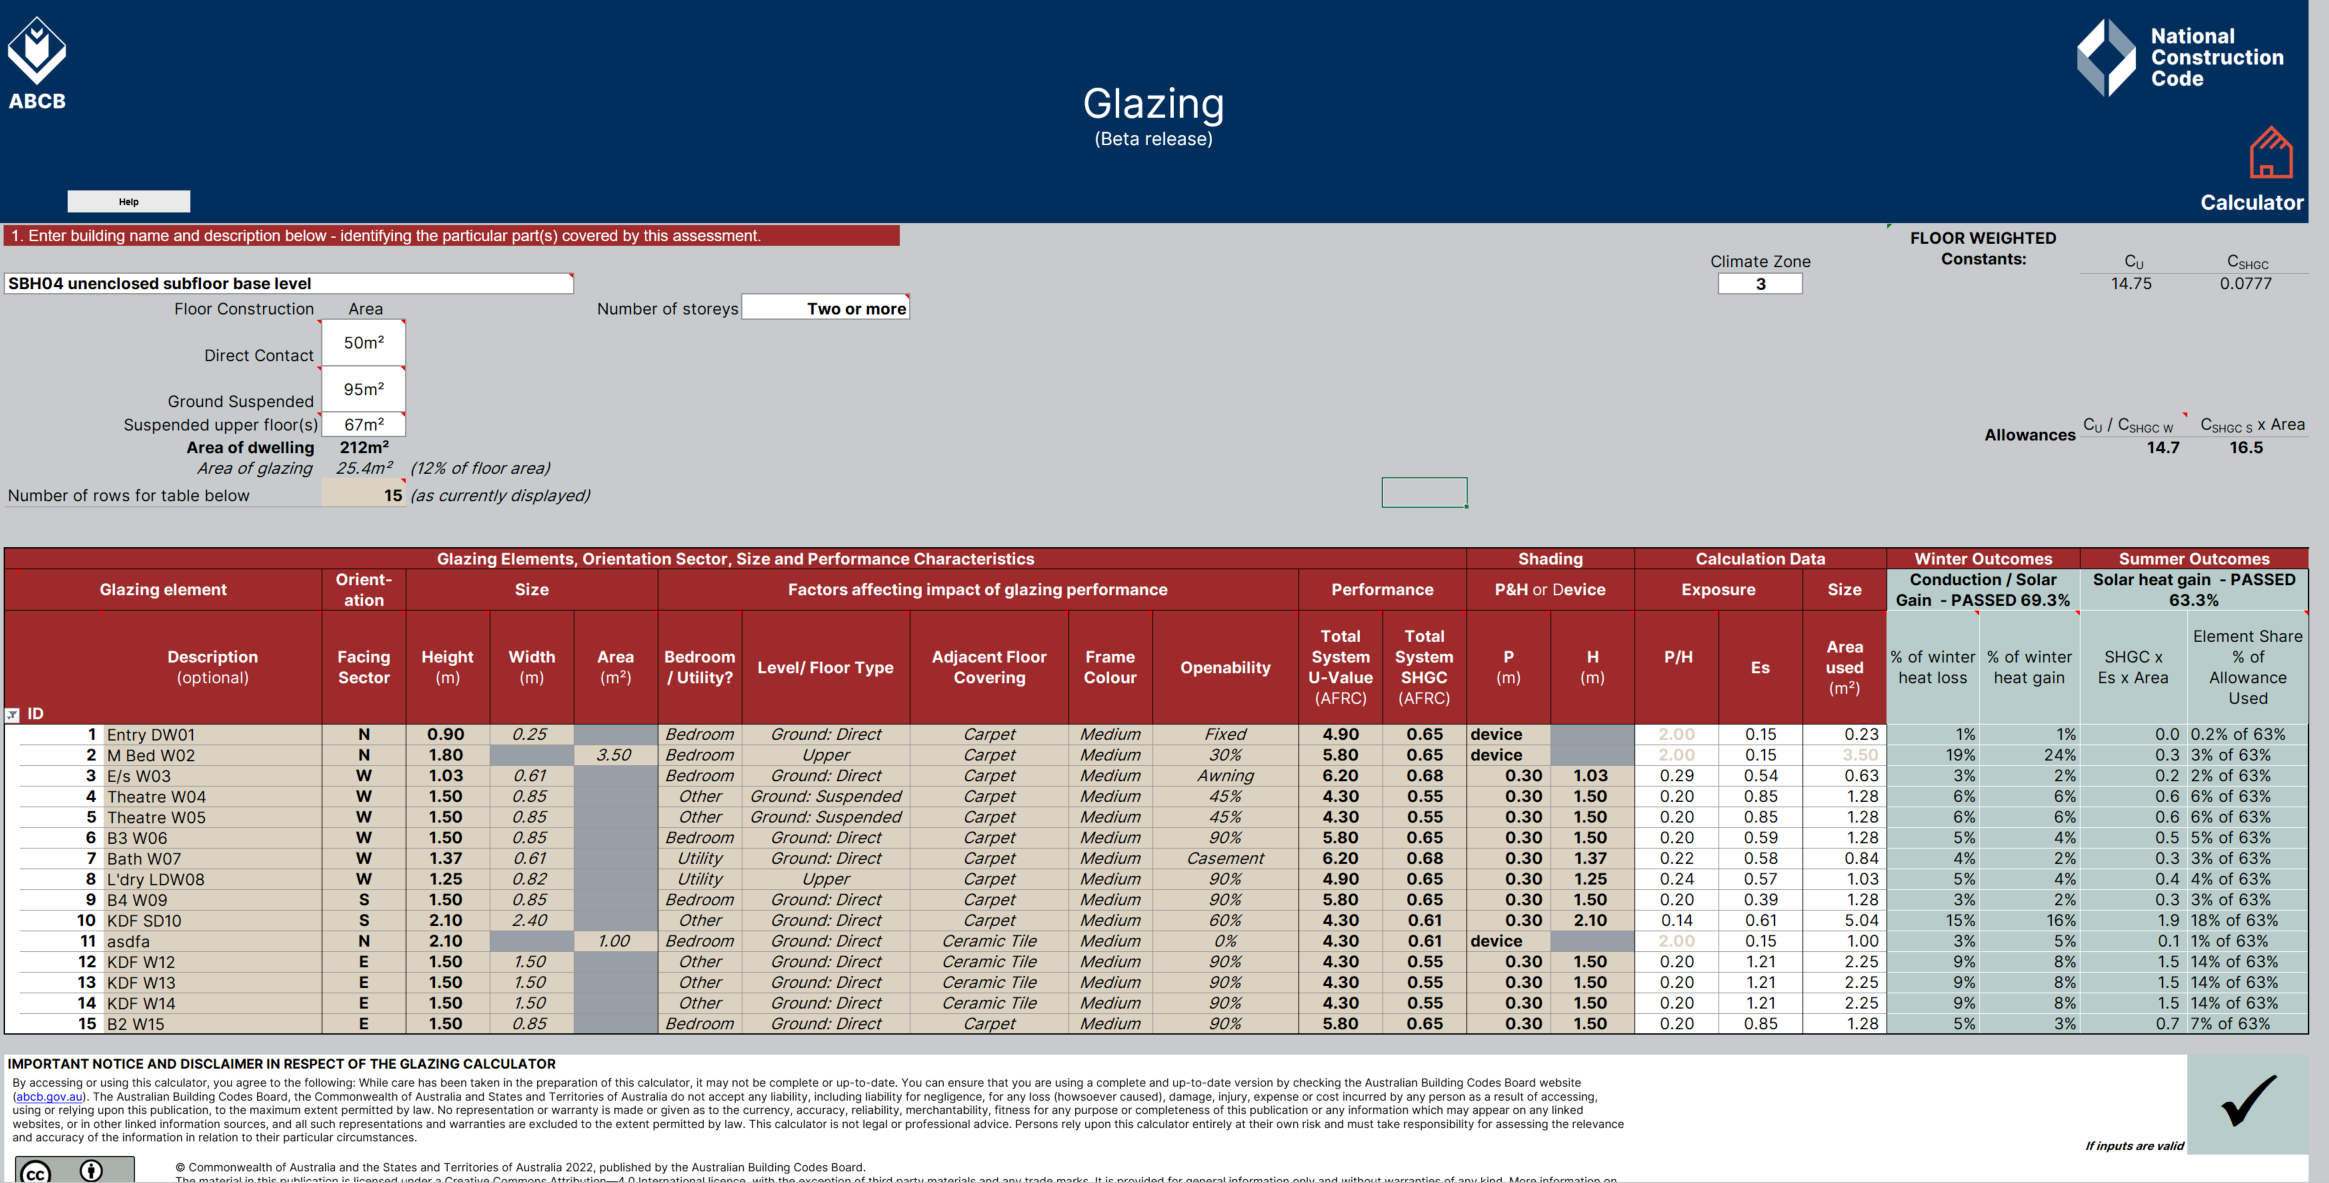 ABCB
National
Construction
Code
Glazing
(Beta release)
Help
Calculator
1. Enter building name and description below - identifying the particular part(s) covered by this assessment.
FLOOR WEIGHTED
Constants:
CU CSHGC
14.75 0.0777
Climate Zone
3
SBH04 unenclosed subfloor base level
Floor Construction Area
Number of storeys Two or more
Direct Contact 50m²
Ground Suspended 95m²
Suspended upper floor(s) 67m²
Area of dwelling 212m²
Area of glazing 25.4m² (12% of floor area)
Number of rows for table below 15 (as currently displayed)
Allowances CU / CSHGC W CSHGC S x Area
14.7 16.5
Glazing Elements, Orientation Sector, Size and Performance Characteristics Shading Calculation Data Winter Outcomes Summer Outcomes
Glazing element Orient-ation Size Factors affecting impact of glazing performance Performance P&H or Device Exposure Size Conduction / Solar Gain - PASSED 69.3% Solar heat gain - PASSED 63.3%
ID Description (optional) Facing Sector Height (m) Width (m) Area (m²) Bedroom / Utility? Level/ Floor Type Adjacent Floor Covering Frame Colour Openability Total System U-Value (AFRC) Total System SHGC (AFRC) P (m) H (m) P/H Es Area used (m²) % of winter heat loss % of winter heat gain SHGC x Es x Area Element Share % of Allowance Used
1 Entry DW01 N 0.90 0.25 Bedroom Ground: Direct Carpet Medium Fixed 4.90 0.65 device 2.00 0.15 0.23 1% 1% 0.0 0.2% of 63%
2 M Bed W02 N 1.80 3.50 Bedroom Upper Carpet Medium 30% 5.80 0.65 device 2.00 0.15 3.50 19% 24% 0.3 3% of 63%
3 E/s W03 W 1.03 0.61 Bedroom Ground: Direct Carpet Medium Awning 6.20 0.68 0.30 1.03 0.29 0.54 0.63 3% 2% 0.2 2% of 63%
4 Theatre W04 W 1.50 0.85 Other Ground: Suspended Carpet Medium 45% 4.30 0.55 0.30 1.50 0.20 0.85 1.28 6% 6% 0.6 6% of 63%
5 Theatre W05 W 1.50 0.85 Other Ground: Suspended Carpet Medium 45% 4.30 0.55 0.30 1.50 0.20 0.85 1.28 6% 6% 0.6 6% of 63%
6 B3 W06 W 1.50 0.85 Bedroom Ground: Direct Carpet Medium 90% 5.80 0.65 0.30 1.50 0.20 0.59 1.28 5% 4% 0.5 5% of 63%
7 Bath W07 W 1.37 0.61 Utility Ground: Direct Carpet Medium Casement 6.20 0.68 0.30 1.37 0.22 0.58 0.84 4% 2% 0.3 3% of 63%
8 L'dry LDW08 W 1.25 0.82 Utility Upper Carpet Medium 90% 4.90 0.65 0.30 1.25 0.24 0.57 1.03 5% 4% 0.4 4% of 63%
9 B4 W09 S 1.50 0.85 Bedroom Ground: Direct Carpet Medium 90% 5.80 0.65 0.30 1.50 0.20 0.39 1.28 3% 2% 0.3 3% of 63%
10 KDF SD10 S 2.10 2.40 Other Ground: Direct Carpet Medium 60% 4.30 0.61 0.30 2.10 0.14 0.61 5.04 15% 16% 1.9 18% of 63%
11 asdfa N 2.10 1.00 Bedroom Ground: Direct Ceramic Tile Medium 0% 4.30 0.61 device 2.00 0.15 1.00 3% 5% 0.1 1% of 63%
12 KDF W12 E 1.50 1.50 Other Ground: Direct Ceramic Tile Medium 90% 4.30 0.55 0.30 1.50 0.20 1.21 2.25 9% 8% 1.5 14% of 63%
13 KDF W13 E 1.50 1.50 Other Ground: Direct Ceramic Tile Medium 90% 4.30 0.55 0.30 1.50 0.20 1.21 2.25 9% 8% 1.5 14% of 63%
14 KDF W14 E 1.50 1.50 Other Ground: Direct Ceramic Tile Medium 90% 4.30 0.55 0.30 1.50 0.20 1.21 2.25 9% 8% 1.5 14% of 63%
15 B2 W15 E 1.50 0.85 Bedroom Ground: Direct Carpet Medium 90% 5.80 0.65 0.30 1.50 0.20 0.85 1.28 5% 3% 0.7 7% of 63%
IMPORTANT NOTICE AND DISCLAIMER IN RESPECT OF THE GLAZING CALCULATOR
By accessing or using this calculator, you agree to the following: While care has been taken in the preparation of this calculator, it may not be complete or up-to-date. You can ensure that you are using a complete and up-to-date version by checking the Australian Building Codes Board website
(abcb.gov.au). The Australian Building Codes Board, the Commonwealth of Australia and States and Territories of Australia do not accept any liability, including liability for negligence, for any loss (howsoever caused), damage, injury, expense or cost incurred by any person as a result of accessing,
using or relying upon this publication, to the maximum extent permitted by law. No representation or warranty is made or given as to the currency, accuracy, reliability, merchantability, fitness for any purpose or completeness of this publication or any information which may appear on any linked
websites, or in other linked information sources, and all such representations and warranties are excluded to the extent permitted by law. This calculator is not legal or professional advice. Persons rely upon this calculator entirely at their own risk and must take responsibility for assessing the relevance
and accuracy of the information in relation to their particular circumstances.
If inputs are valid
cc
© Commonwealth of Australia and the States and Territories of Australia 2022, published by the Australian Building Codes Board.
The material in this publication is licensed under a Creative Commons Attribution—4.0 International licence, with the exception of third party materials and any trade marks. It is provided for general information only and without warranties of any kind. More information on